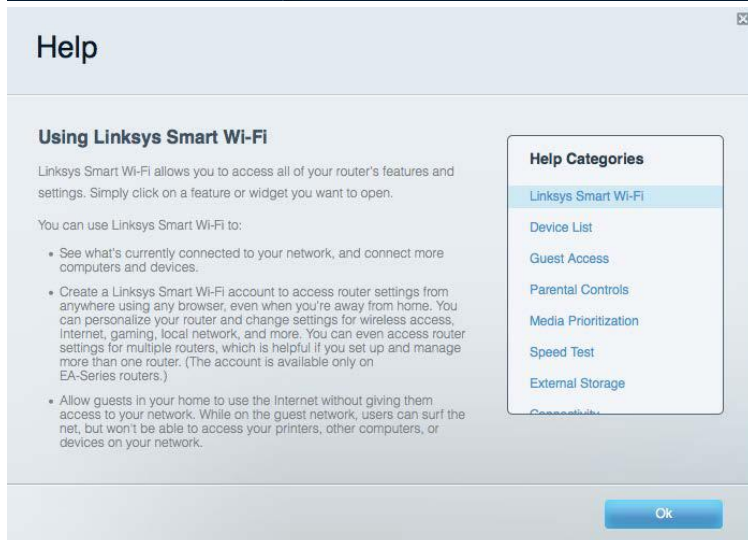 Help
Using Linksys Smart Wi-Fi
Linksys Smart Wi-Fi allows you to access all of your router's features and
settings. Simply click on a feature or widget you want to open.
You can use Linksys Smart Wi-Fi to:
• See what's currently connected to your network, and connect more
computers and devices.
• Create a Linksys Smart Wi-Fi account to access router settings from
anywhere using any browser, even when you're away from home. You
can personalize your router and change settings for wireless access,
Internet, gaming, local network, and more. You can even access router
settings for multiple routers, which is helpful if you set up and manage
more than one router. (The account is available only on
EA-Series routers.)
• Allow guests in your home to use the Internet without giving them
access to your network. While on the guest network, users can surf the
net, but won't be able to access your printers, other computers, or
devices on your network.
Help Categories
Linksys Smart Wi-Fi
Device List
Guest Access
Parental Controls
Media Prioritization
Speed Test
External Storage
Connectivity
Ok